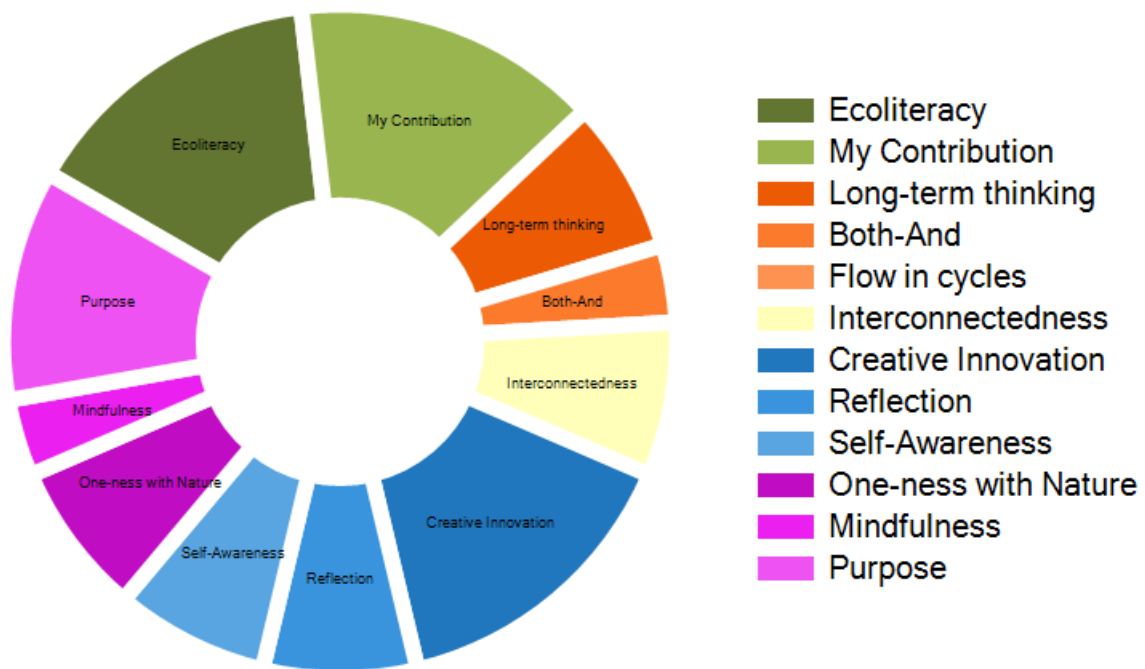 My Contribution
Ecoliteracy
Long-term thinking
Purpose
Both-And
Interconnectedness
Mindfulness
One-ness with Nature
Creative Innovation
Self-Awareness
Reflection
Ecoliteracy
My Contribution
Long-term thinking
Both-And
Flow in cycles
Interconnectedness
Creative Innovation
Reflection
Self-Awareness
One-ness with Nature
Mindfulness
Purpose